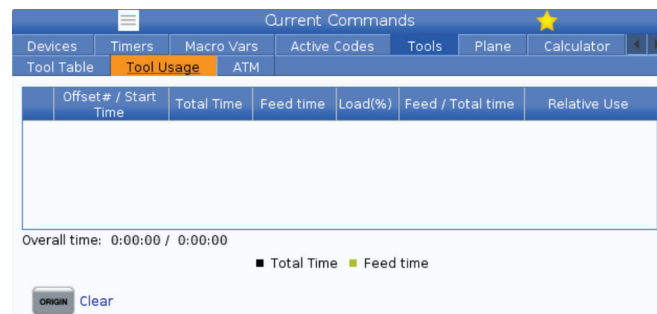 Current Commands
Devices Timers Macro Vars Active Codes Tools Plane Calculator
Tool Table Tool Usage ATM
Offset# / Start Time Total Time Feed time Load(%) Feed / Total time Relative Use
Overall time: 0:00:00 / 0:00:00
Total Time Feed time
ORIGIN Clear